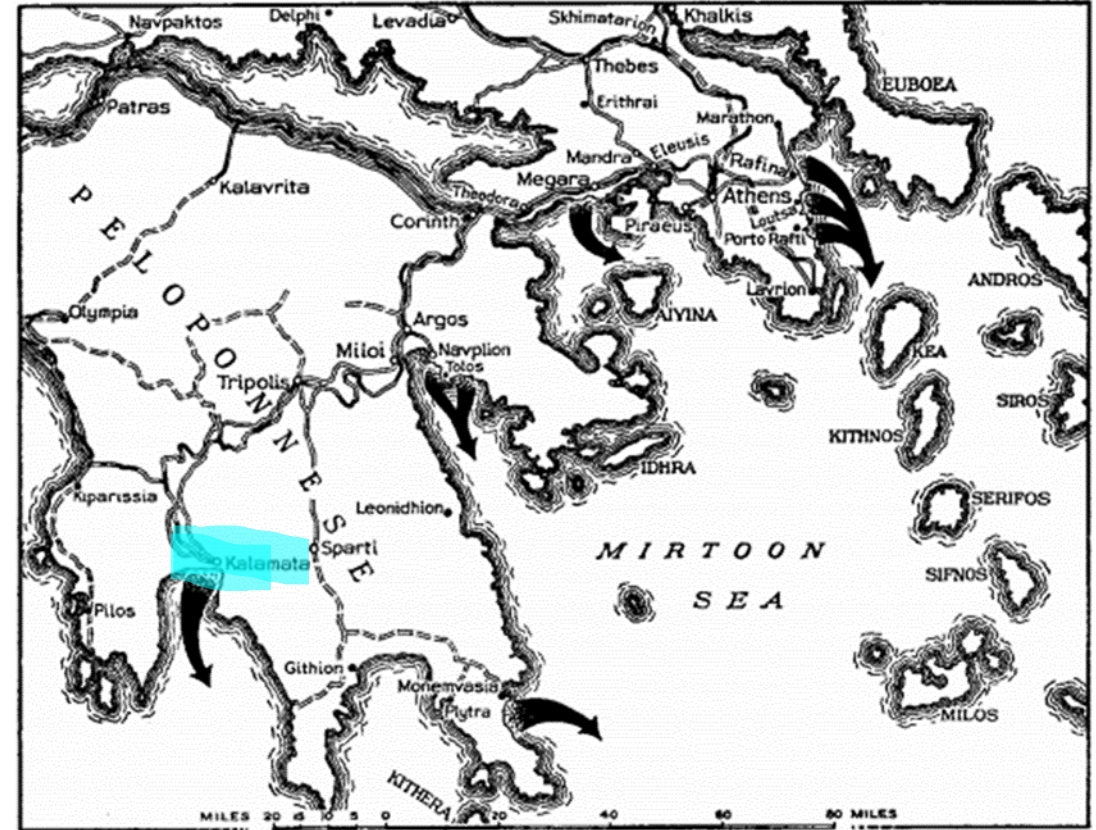 Navpaktos
Delphi
Levadia
Skhimatarion
Khalkis
Thebes
EUBOEA
Patras
Erithrai
Marathon
Mandra
Eleusis
Rafina
Kalavrita
Megara
Theodora
Athens
Corinth
Piraeus
Loutsa
Porto Rafti
PELOPONNESE
Lavrion
ANDROS
Olympia
AIYINA
Argos
Miloi
Navplion
KEA
Tolos
Tripolis
SIROS
KITHNOS
IDHRA
Kiparissia
SERIFOS
Leonidhion
Sparti
MIRTOON
SEA
Kalamata
SIFNOS
Pilos
Githion
Monemvasia
Plytra
MILOS
KITHERA
MILES 20 15 10 5 0 20 40 60 MILES